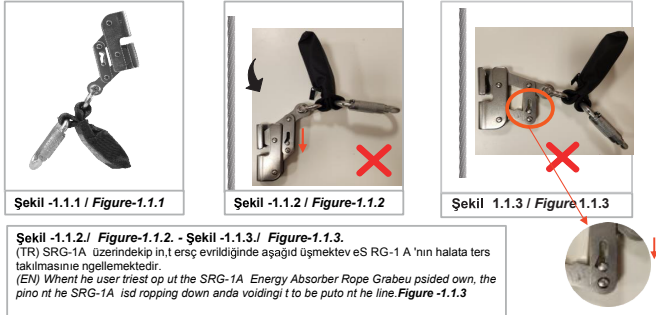 Şekil -1.1.1 / Figure-1.1.1
Şekil -1.1.2 / Figure-1.1.2
Şekil 1.1.3 / Figure 1.1.3
Şekil -1.1.2./ Figure-1.1.2. - Şekil -1.1.3./ Figure-1.1.3.
(TR) SRG-1A üzerindekip in,t ersç evrildiğinde aşağıd üşmektev eS RG-1 A 'nın halata ters
takılmasınıe ngellemektedir.
(EN) Whent he user triest op ut the SRG-1A Energy Absorber Rope Grabeu psided own, the
pino nt he SRG-1A isd ropping down anda voidingi t to be puto nt he line.Figure -1.1.3